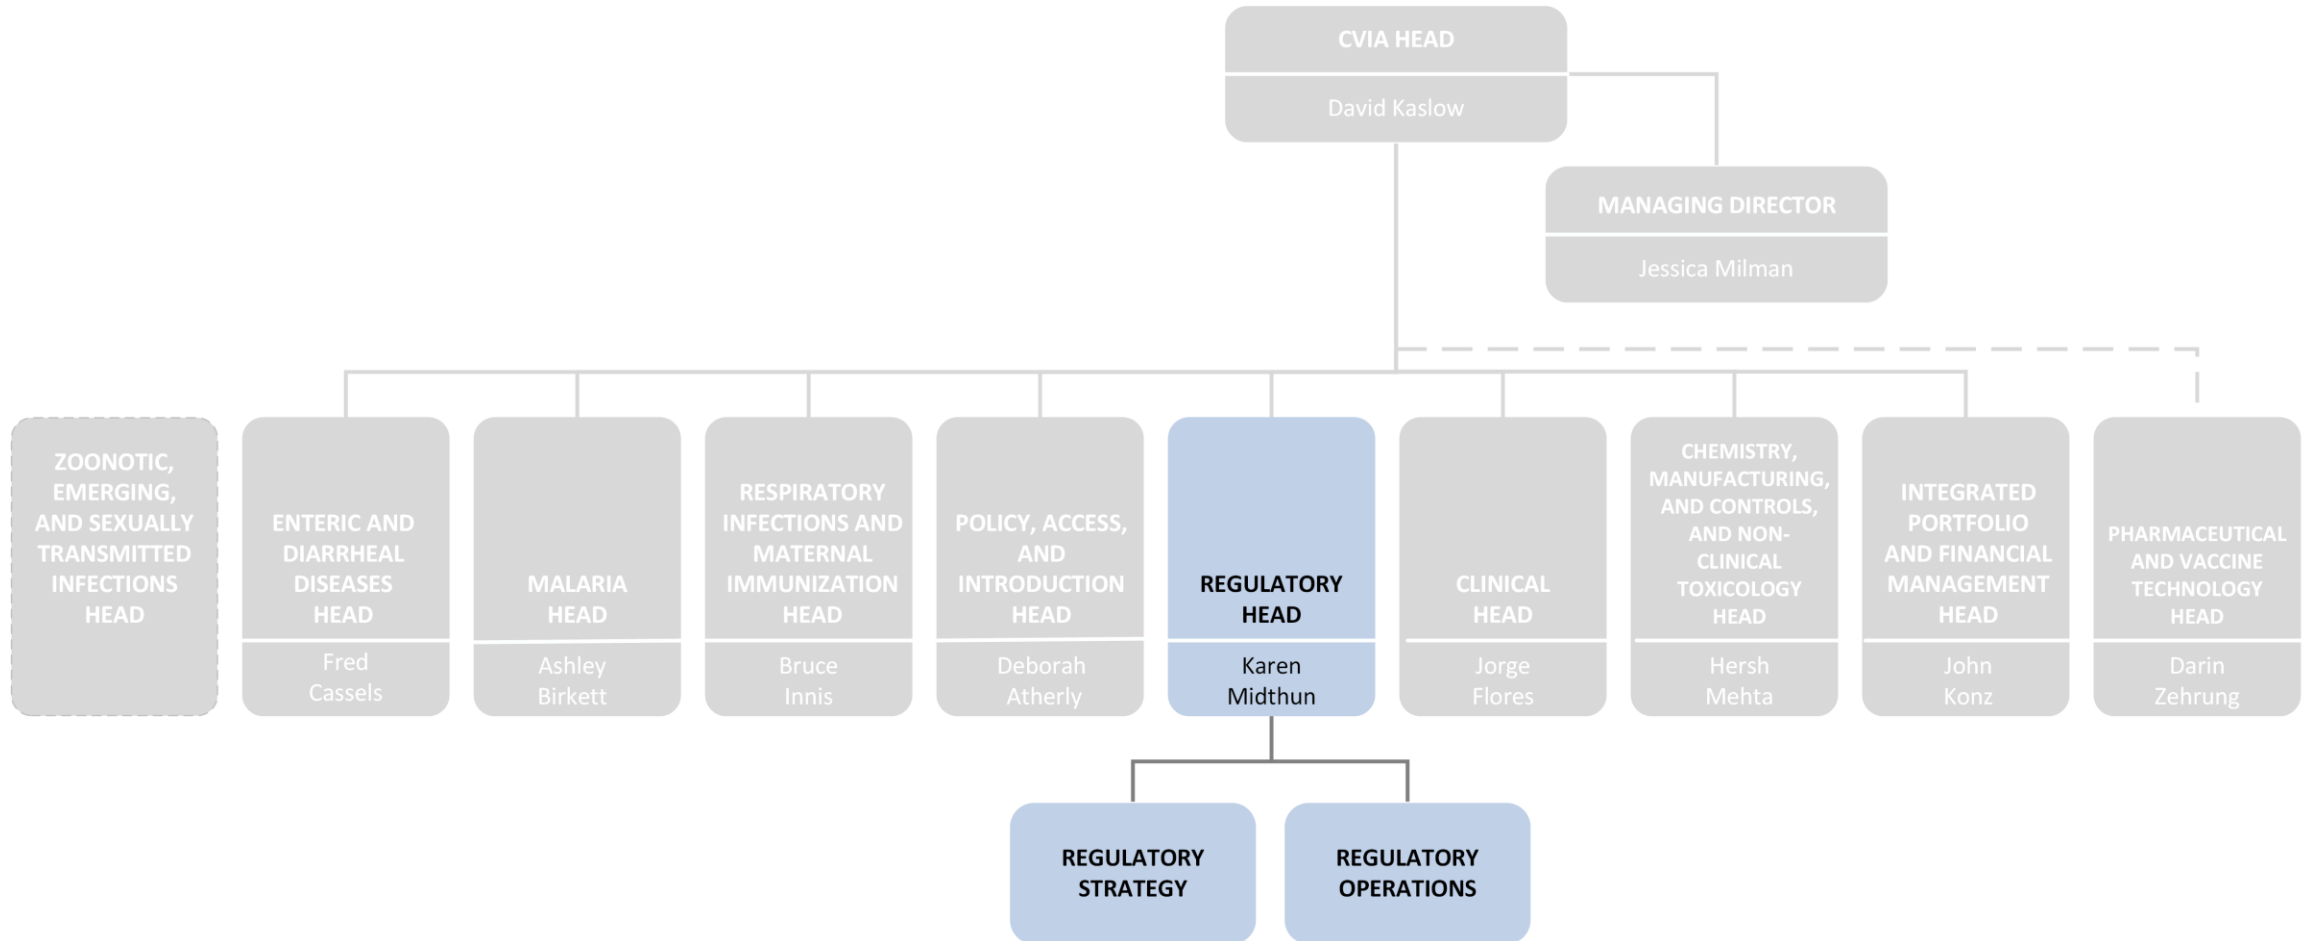 CVIA HEAD
David Kaslow
MANAGING DIRECTOR
Jessica Milman
ZOONOTIC,
EMERGING,
AND SEXUALLY
TRANSMITTED
INFECTIONS
HEAD
ENTERIC AND
DIARRHEAL
DISEASES
HEAD
Fred
Cassels
MALARIA
HEAD
Ashley
Birkett
RESPIRATORY
INFECTIONS AND
MATERNAL
IMMUNIZATION
HEAD
Bruce
Innis
POLICY, ACCESS,
AND
INTRODUCTION
HEAD
Deborah
Atherly
REGULATORY
HEAD
Karen
Midthun
CLINICAL
HEAD
Jorge
Flores
CHEMISTRY,
MANUFACTURING,
AND CONTROLS,
AND NON-
CLINICAL
TOXICOLOGY
HEAD
Hersh
Mehta
INTEGRATED
PORTFOLIO
AND FINANCIAL
MANAGEMENT
HEAD
John
Konz
PHARMACEUTICAL
AND VACCINE
TECHNOLOGY
HEAD
Darin
Zehrung
REGULATORY
STRATEGY
REGULATORY
OPERATIONS